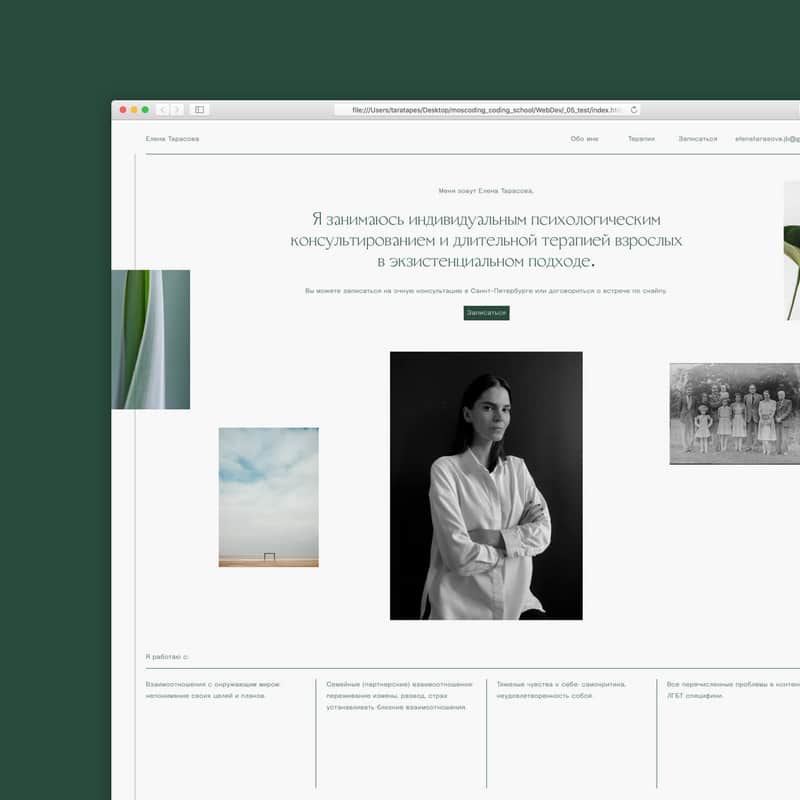 file:///Users/taratapes/Desktop/moscoding_coding_school/WebDev/_05_test/index.htm
Елена Тарасова
Обо мне
Терапия
Записаться
elenatarasova.jb@g
Меня зовут Елена Тарасова.
Я занимаюсь индивидуальным психологическим
консультированием и длительной терапией взрослых
в экзистенциальном подходе.
Вы можете записаться на очную консультацию в Санкт-Петербурге или договориться о встрече по скайпу.
Записаться
Я работаю с:
Взаимоотношения с окружающим миром:
непонимание своих целей и планов.
Семейные (партнерские) взаимоотношения:
переживание измены, развод, страх
устанавливать близкие взаимоотношения.
Тяжелые чувства к себе: самокритика,
неудовлетворенность собой.
Все перечисленные проблемы в контек
ЛГБТ специфики.